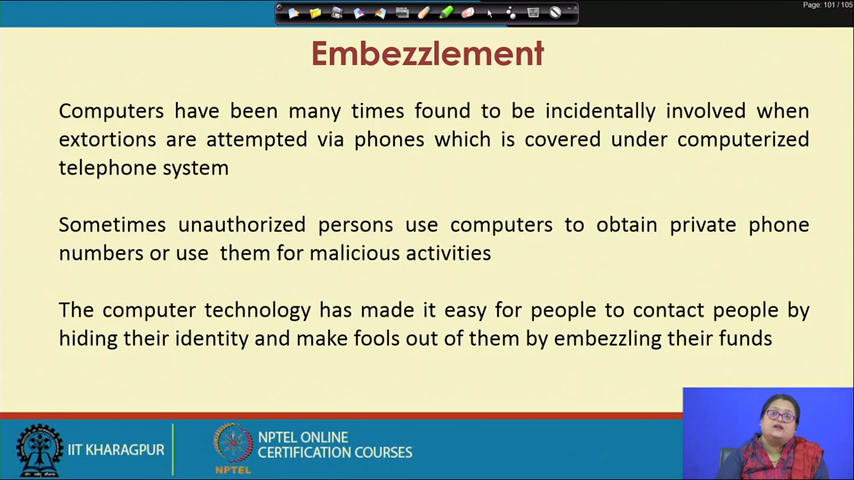 Page: 101 / 105
Embezzlement
Computers have been many times found to be incidentally involved when
extortions are attempted via phones which is covered under computerized
telephone system
Sometimes unauthorized persons use computers to obtain private phone
numbers or use them for malicious activities
The computer technology has made it easy for people to contact people by
hiding their identity and make fools out of them by embezzling their funds
IIT KHARAGPUR
NPTEL
NPTEL ONLINE
CERTIFICATION COURSES